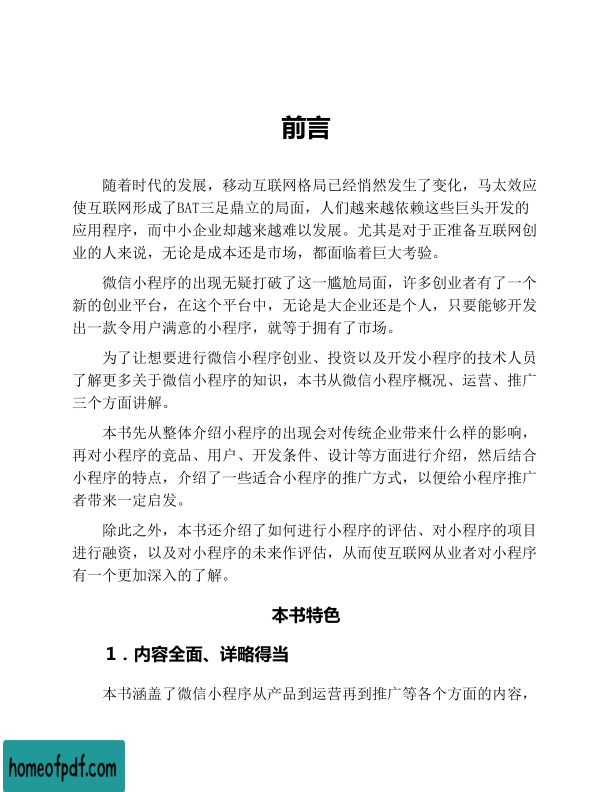 前言
随着时代的发展，移动互联网格局已经悄然发生了变化，马太效应
使互联网形成了BAT三足鼎立的局面，人们越来越依赖这些巨头开发的
应用程序，而中小企业却越来越难以发展。尤其是对于正准备互联网创
业的人来说，无论是成本还是市场，都面临着巨大考验。
微信小程序的出现无疑打破了这一尴尬局面，许多创业者有了一个
新的创业平台，在这个平台中，无论是大企业还是个人，只要能够开发
出一款令用户满意的小程序，就等于拥有了市场。
为了让想要进行微信小程序创业、投资以及开发小程序的技术人员
了解更多关于微信小程序的知识，本书从微信小程序概况、运营、推广
三个方面讲解。
本书先从整体介绍小程序的出现会对传统企业带来什么样的影响，
再对小程序的竞品、用户、开发条件、设计等方面进行介绍，然后结合
小程序的特点，介绍了一些适合小程序的推广方式，以便给小程序推广
者带来一定启发。
除此之外，本书还介绍了如何进行小程序的评估、对小程序的项目
进行融资，以及对小程序的未来作评估，从而使互联网从业者对小程序
有一个更加深入的了解。
本书特色
1．内容全面、详略得当
本书涵盖了微信小程序从产品到运营再到推广等各个方面的内容，
homeofpdf.com